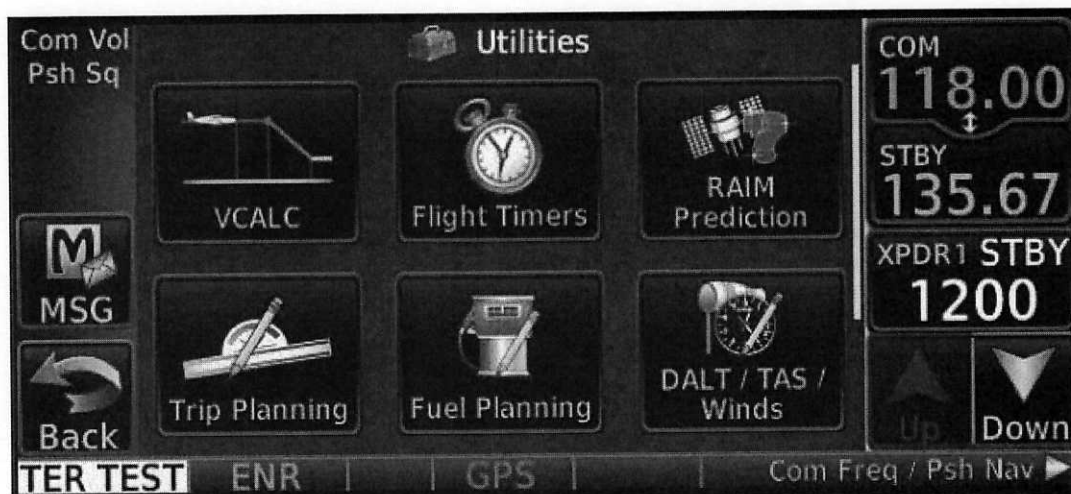 Com Vol
Psh Sq
Utilities
COM
118.00
STBY
135.67
VCALC
Flight Timers
RAIM
Prediction
MSG
XPDR1 STBY
1200
Trip Planning
Fuel Planning
DALT / TAS /
Winds
Back
Up
Down
TER TEST
ENR
GPS
Com Freq / Psh Nav